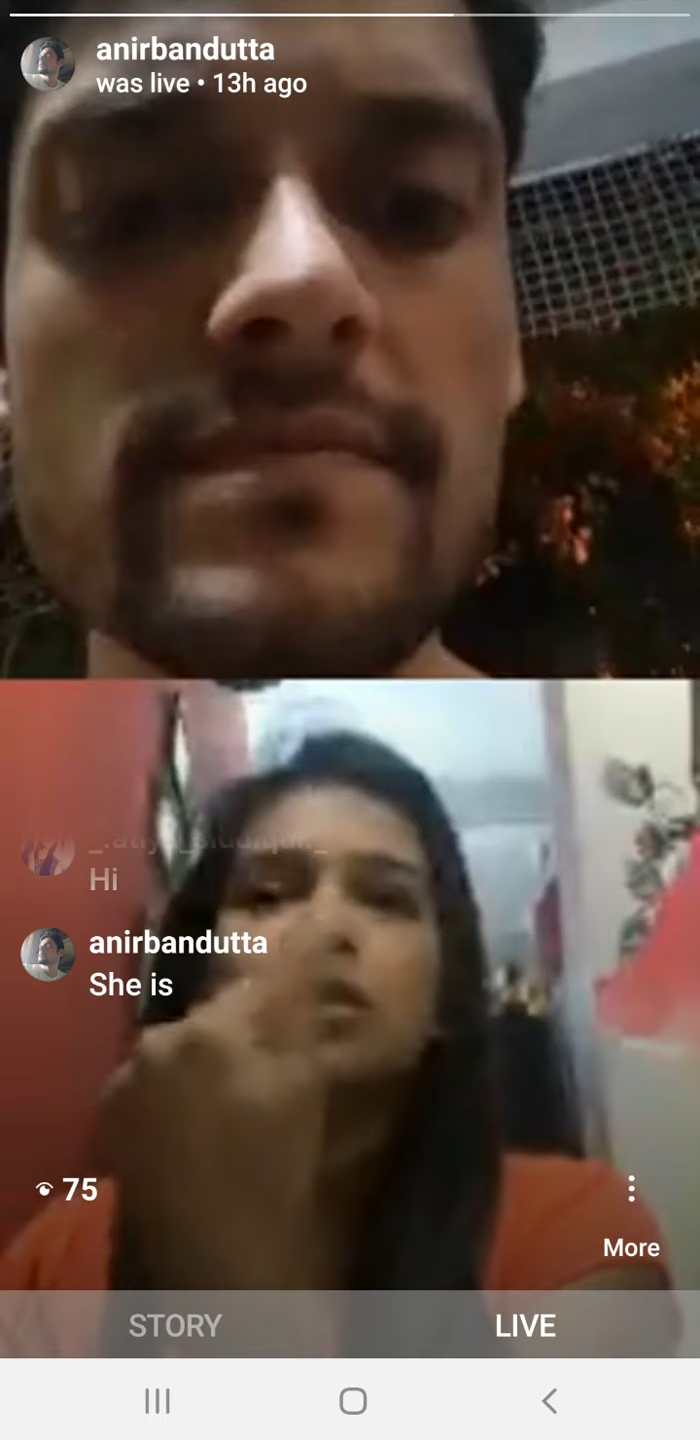 anirbandutta
was live • 13h ago
Hi
anirbandutta
She is
75
More
STORY
LIVE